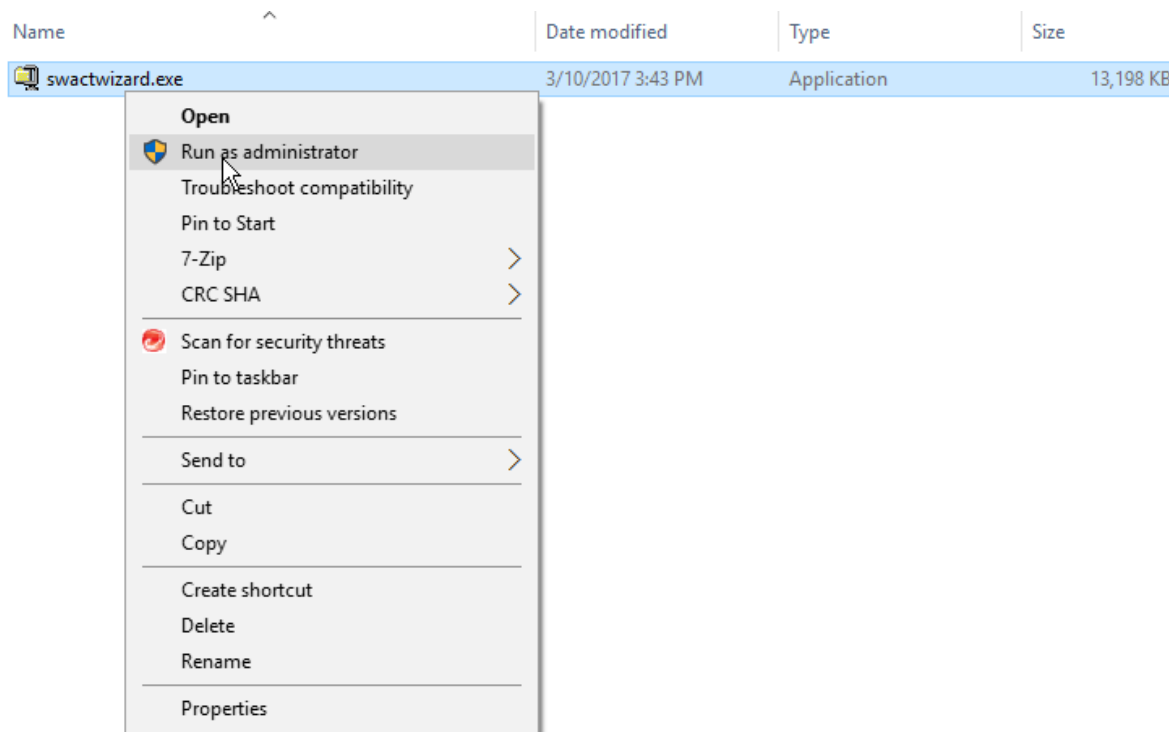 Name Date modified Type Size
swactwizard.exe 3/10/2017 3:43 PM Application 13,198 KB
Open
Run as administrator
Troubleshoot compatibility
Pin to Start
7-Zip
CRC SHA
Scan for security threats
Pin to taskbar
Restore previous versions
Send to
Cut
Copy
Create shortcut
Delete
Rename
Properties